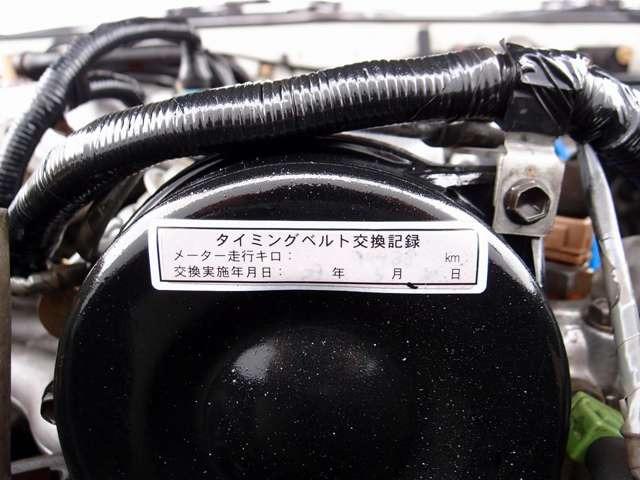 タイミングベルト交換記録
メーター走行キロ： km
交換実施年月日： 年 月 日